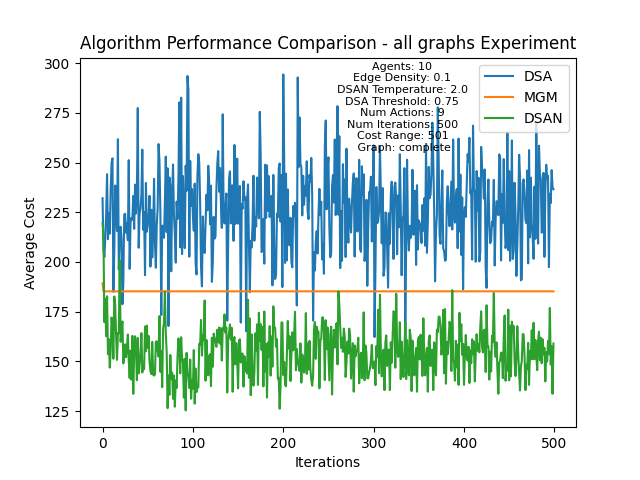 Algorithm Performance Comparison - all graphs Experiment
Agents: 10
Edge Density: 0.1
DSAN Temperature: 2.0
DSA Threshold: 0.75
Num Actions: 9
Num Iterations: 500
Cost Range: 501
Graph: complete
DSA
MGM
DSAN
Average Cost
300
275
250
225
200
175
150
125
0
100
200
300
400
500
Iterations